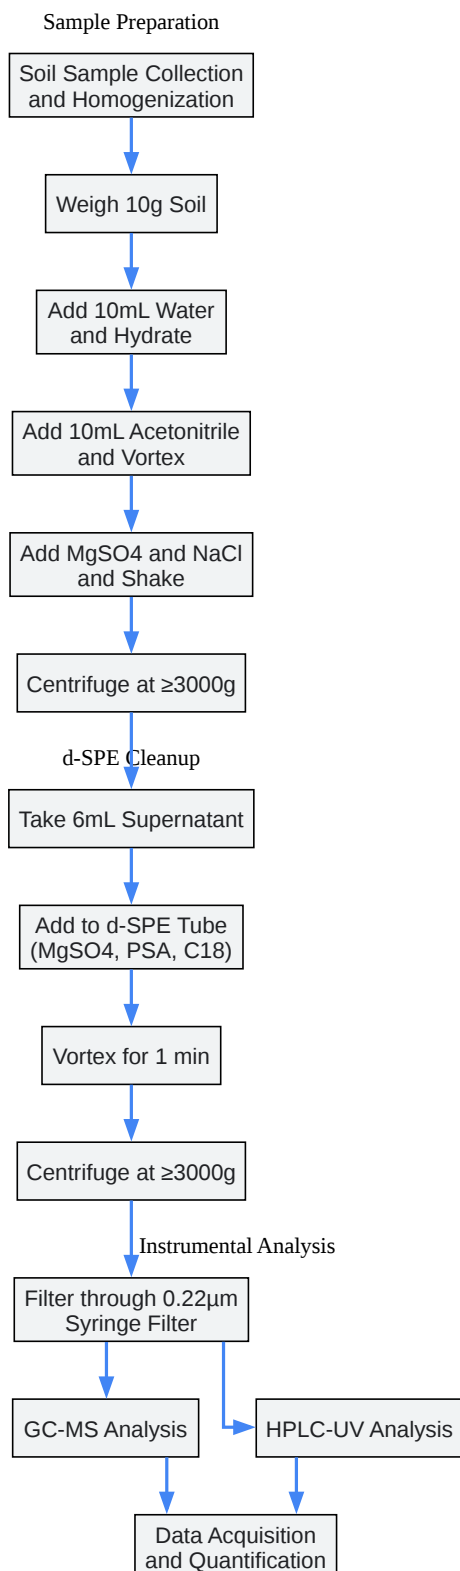 Sample Preparation
Soil Sample Collection
and Homogenization
Weigh 10g Soil
Add 10mL Water
and Hydrate
Add 10mL Acetonitrile
and Vortex
Add MgSO4 and NaCl
and Shake
Centrifuge at ≥3000g
d-SPE Cleanup
Take 6mL Supernatant
Add to d-SPE Tube
(MgSO4, PSA, C18)
Vortex for 1 min
Centrifuge at ≥3000g
Instrumental Analysis
Filter through 0.22µm
Syringe Filter
GC-MS Analysis
HPLC-UV Analysis
Data Acquisition
and Quantification